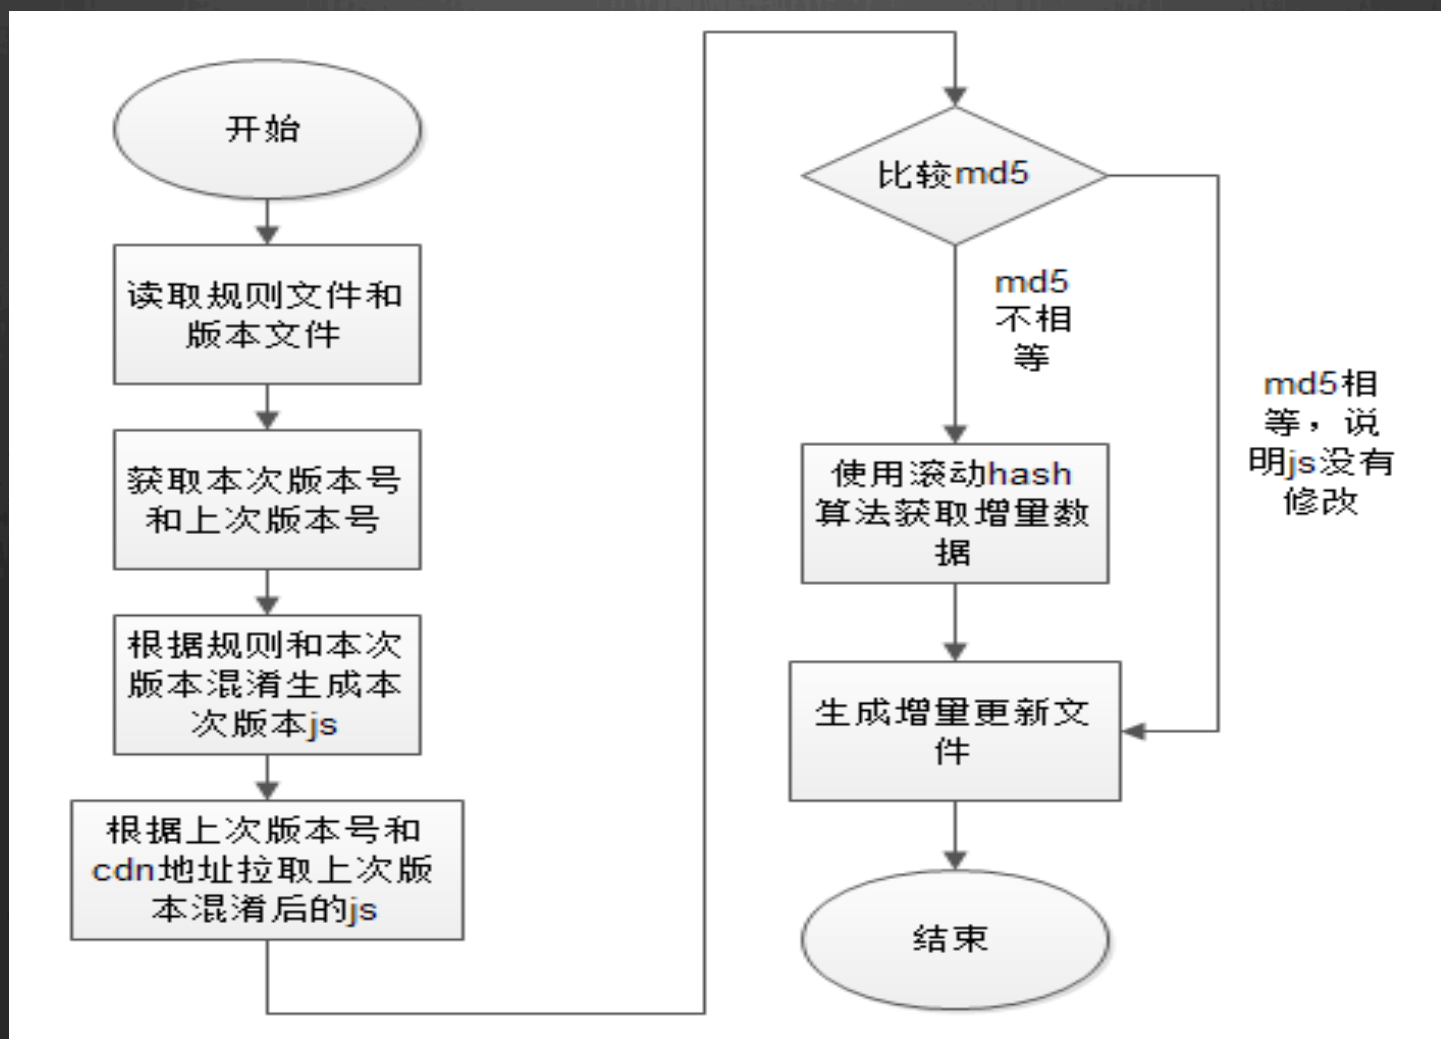 开始
读取规则文件和
版本文件
获取本次版本号
和上次版本号
根据规则和本次
版本混淆生成本
次版本js
根据上次版本号和
cdn地址拉取上次版
本混淆后的js
比较md5
md5
不相
等
md5相
等，说
明js没有
修改
使用滚动hash
算法获取增量数
据
生成增量更新文
件
结束